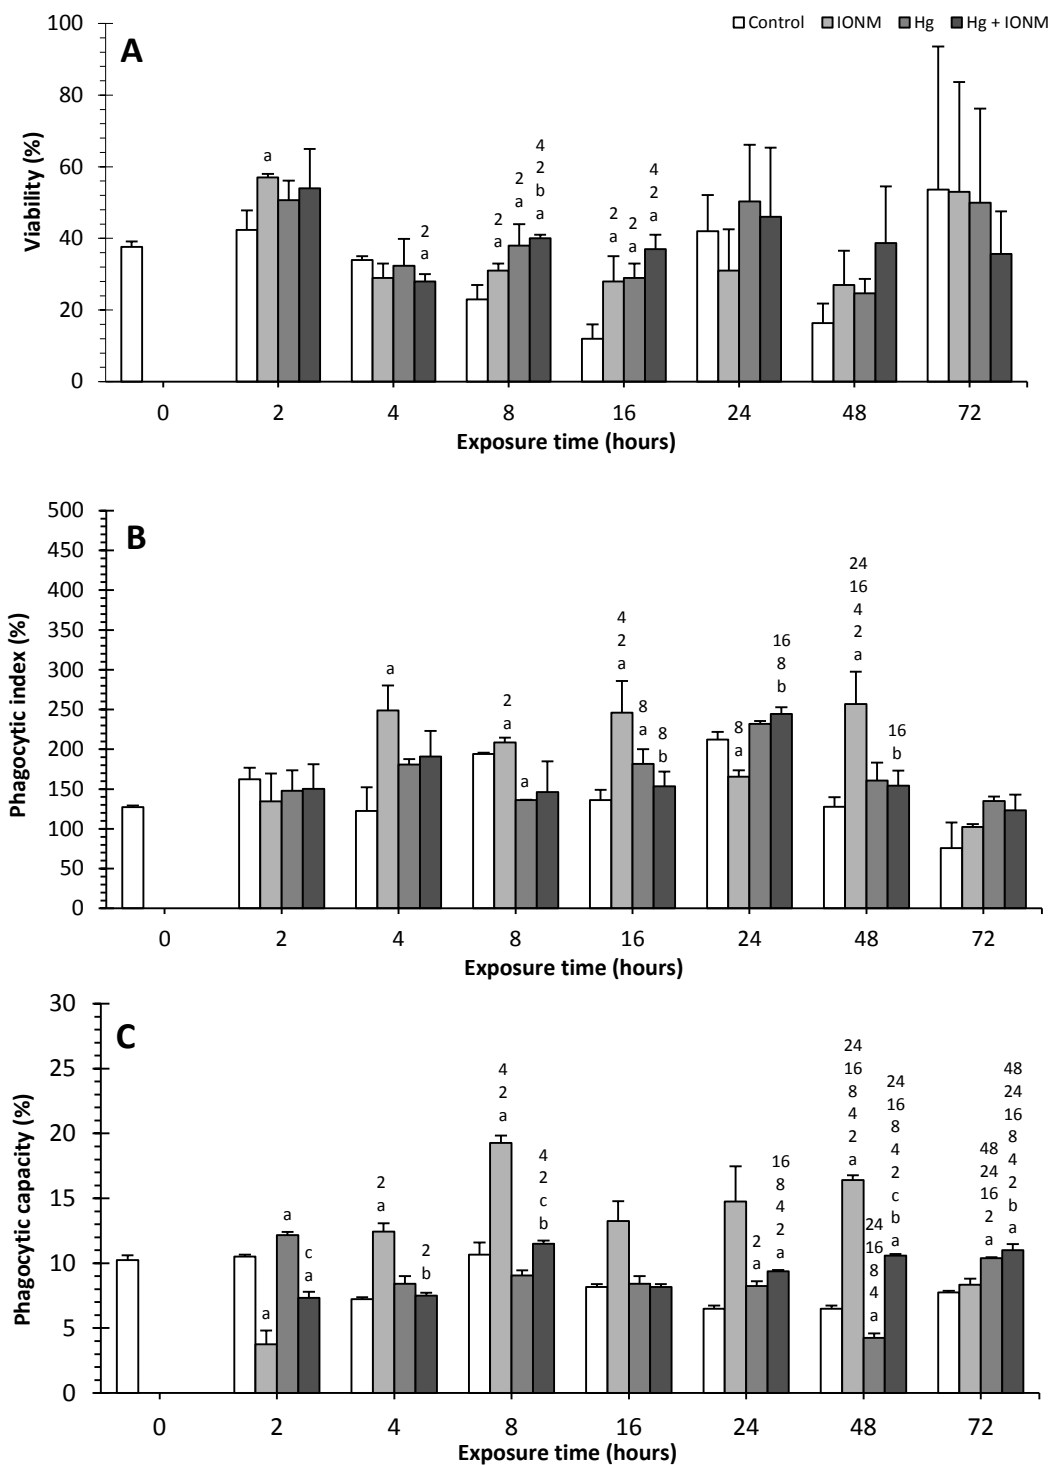 Control IONM Hg Hg + IONM
A
Viability (%)
100
80
60
40
20
0
a
2
a
2
a
2
a
4
2
b
a
2
a
2
a
4
2
a
0 2 4 8 16 24 48 72
Exposure time (hours)
B
Phagocytic index (%)
500
450
400
350
300
250
200
150
100
50
0
a
2
a
a
4
2
a
8
a
8
b
8
a
16
8
b
24
16
4
2
a
16
b
0 2 4 8 16 24 48 72
Exposure time (hours)
C
Phagocytic capacity (%)
30
25
20
15
10
5
0
a
a
c
a
2
a
2
b
4
2
a
4
2
c
b
2
a
16
8
4
2
a
24
16
8
4
2
a
24
16
8
4
a
24
16
8
4
2
c
b
a
48
24
16
2
a
48
24
16
8
4
2
b
a
0 2 4 8 16 24 48 72
Exposure time (hours)